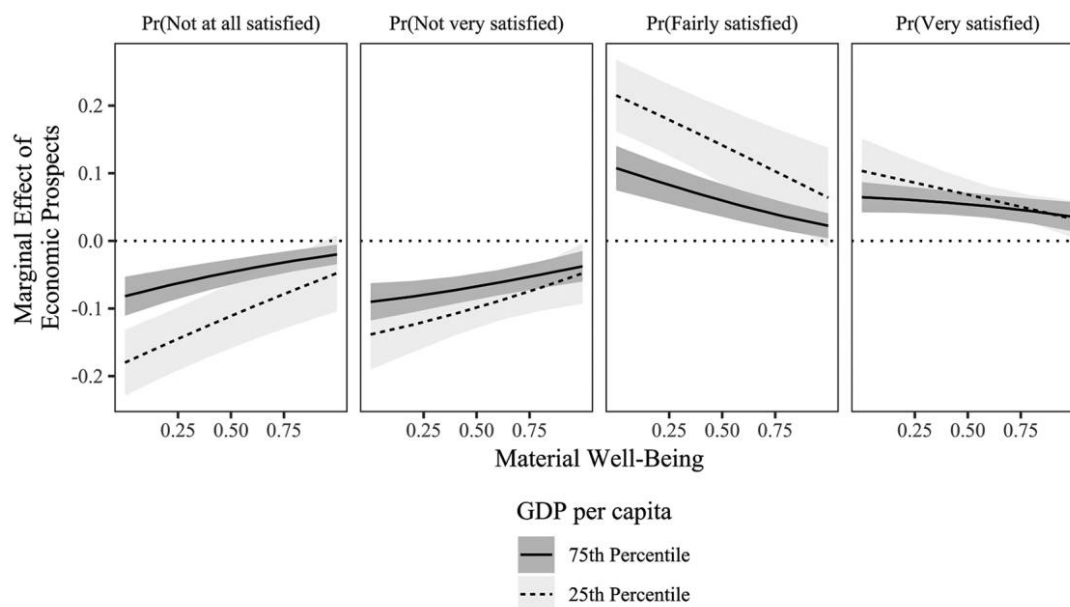 Pr(Not at all satisfied) Pr(Not very satisfied) Pr(Fairly satisfied) Pr(Very satisfied)
Marginal Effect of
Economic Prospects
0.2
0.1
0.0
-0.1
-0.2
0.25 0.50 0.75 0.25 0.50 0.75 0.25 0.50 0.75 0.25 0.50 0.75
Material Well-Being
GDP per capita
75th Percentile
25th Percentile